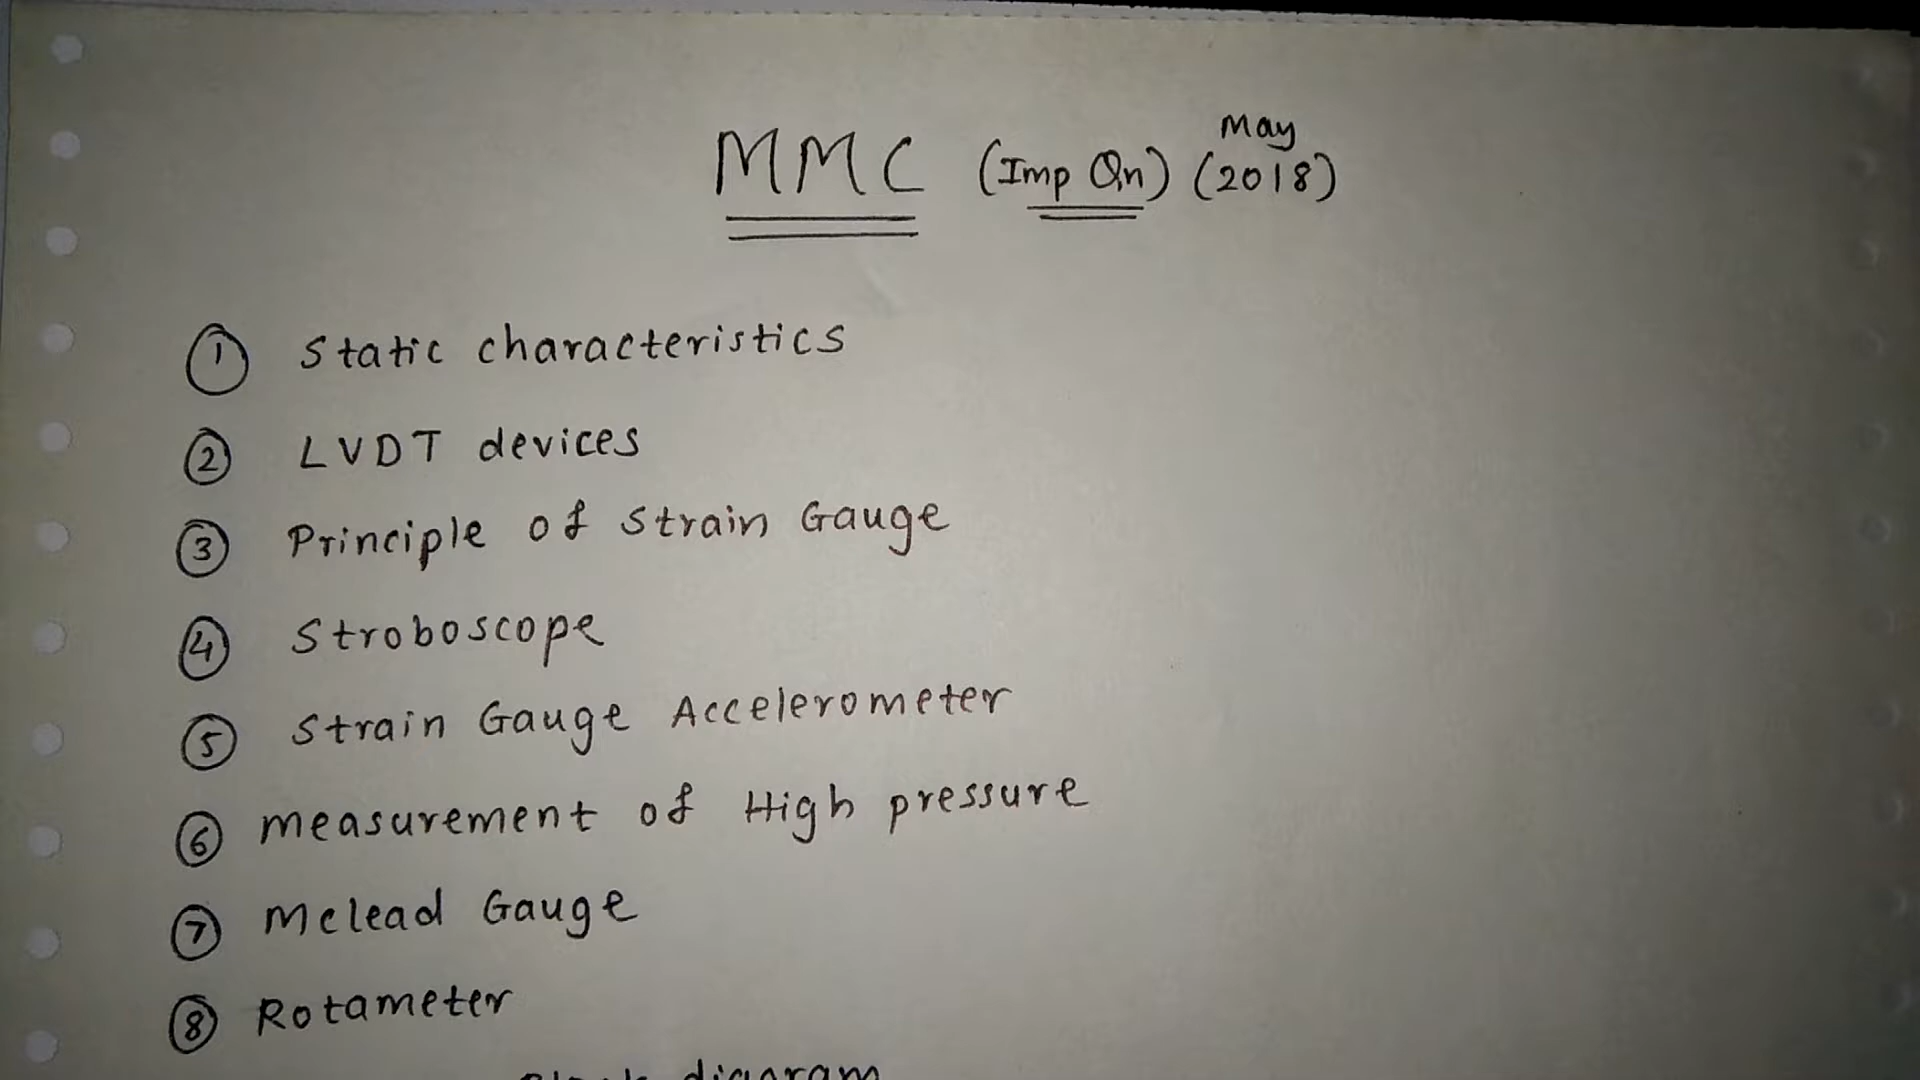 May
MMC (Imp Qn) (2018)
1 Static characteristics
2 LVDT devices
3 Principle of Strain Gauge
4 Stroboscope
5 Strain Gauge Accelerometer
6 measurement of High pressure
7 Mclead Gauge
8 Rotameter
diagram